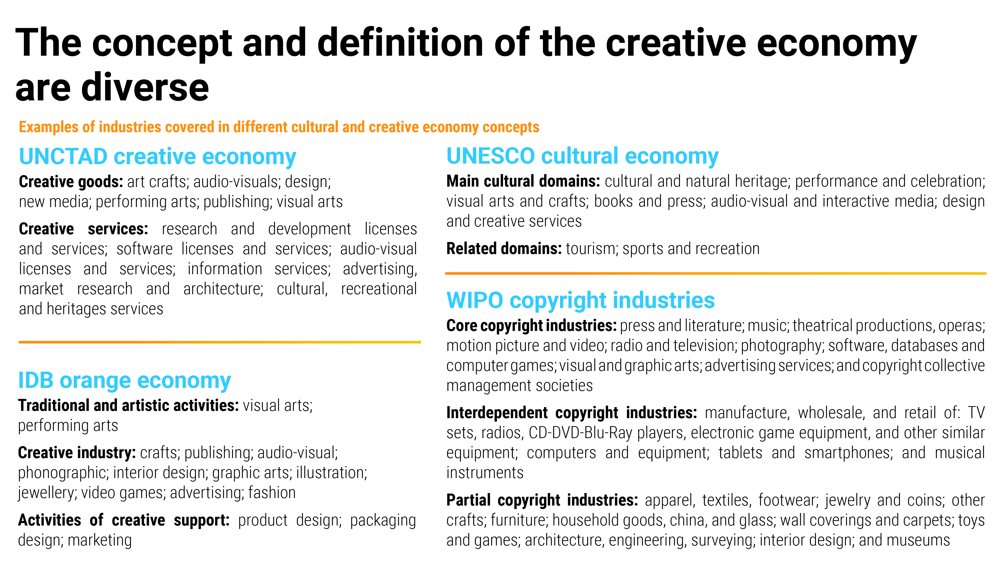 The concept and definition of the creative economy
are diverse
Examples of industries covered in different cultural and creative economy concepts
UNCTAD creative economy
Creative goods: art crafts; audio-visuals; design;
new media; performing arts; publishing; visual arts
Creative services: research and development licenses
and services; software licenses and services; audio-visual
licenses and services; information services; advertising,
market research and architecture; cultural, recreational
and heritages services
IDB orange economy
Traditional and artistic activities: visual arts;
performing arts
Creative industry: crafts; publishing; audio-visual;
phonographic; interior design; graphic arts; illustration;
jewellery; video games; advertising; fashion
Activities of creative support: product design; packaging
design; marketing
UNESCO cultural economy
Main cultural domains: cultural and natural heritage; performance and celebration;
visual arts and crafts; books and press; audio-visual and interactive media; design
and creative services
Related domains: tourism; sports and recreation
WIPO copyright industries
Core copyright industries: press and literature; music; theatrical productions, operas;
motion picture and video; radio and television; photography; software, databases and
computer games; visual and graphic arts; advertising services; and copyright collective
management societies
Interdependent copyright industries: manufacture, wholesale, and retail of: TV
sets, radios, CD-DVD-Blu-Ray players, electronic game equipment, and other similar
equipment; computers and equipment; tablets and smartphones; and musical
instruments
Partial copyright industries: apparel, textiles, footwear; jewelry and coins; other
crafts; furniture; household goods, china, and glass; wall coverings and carpets; toys
and games; architecture, engineering, surveying; interior design; and museums